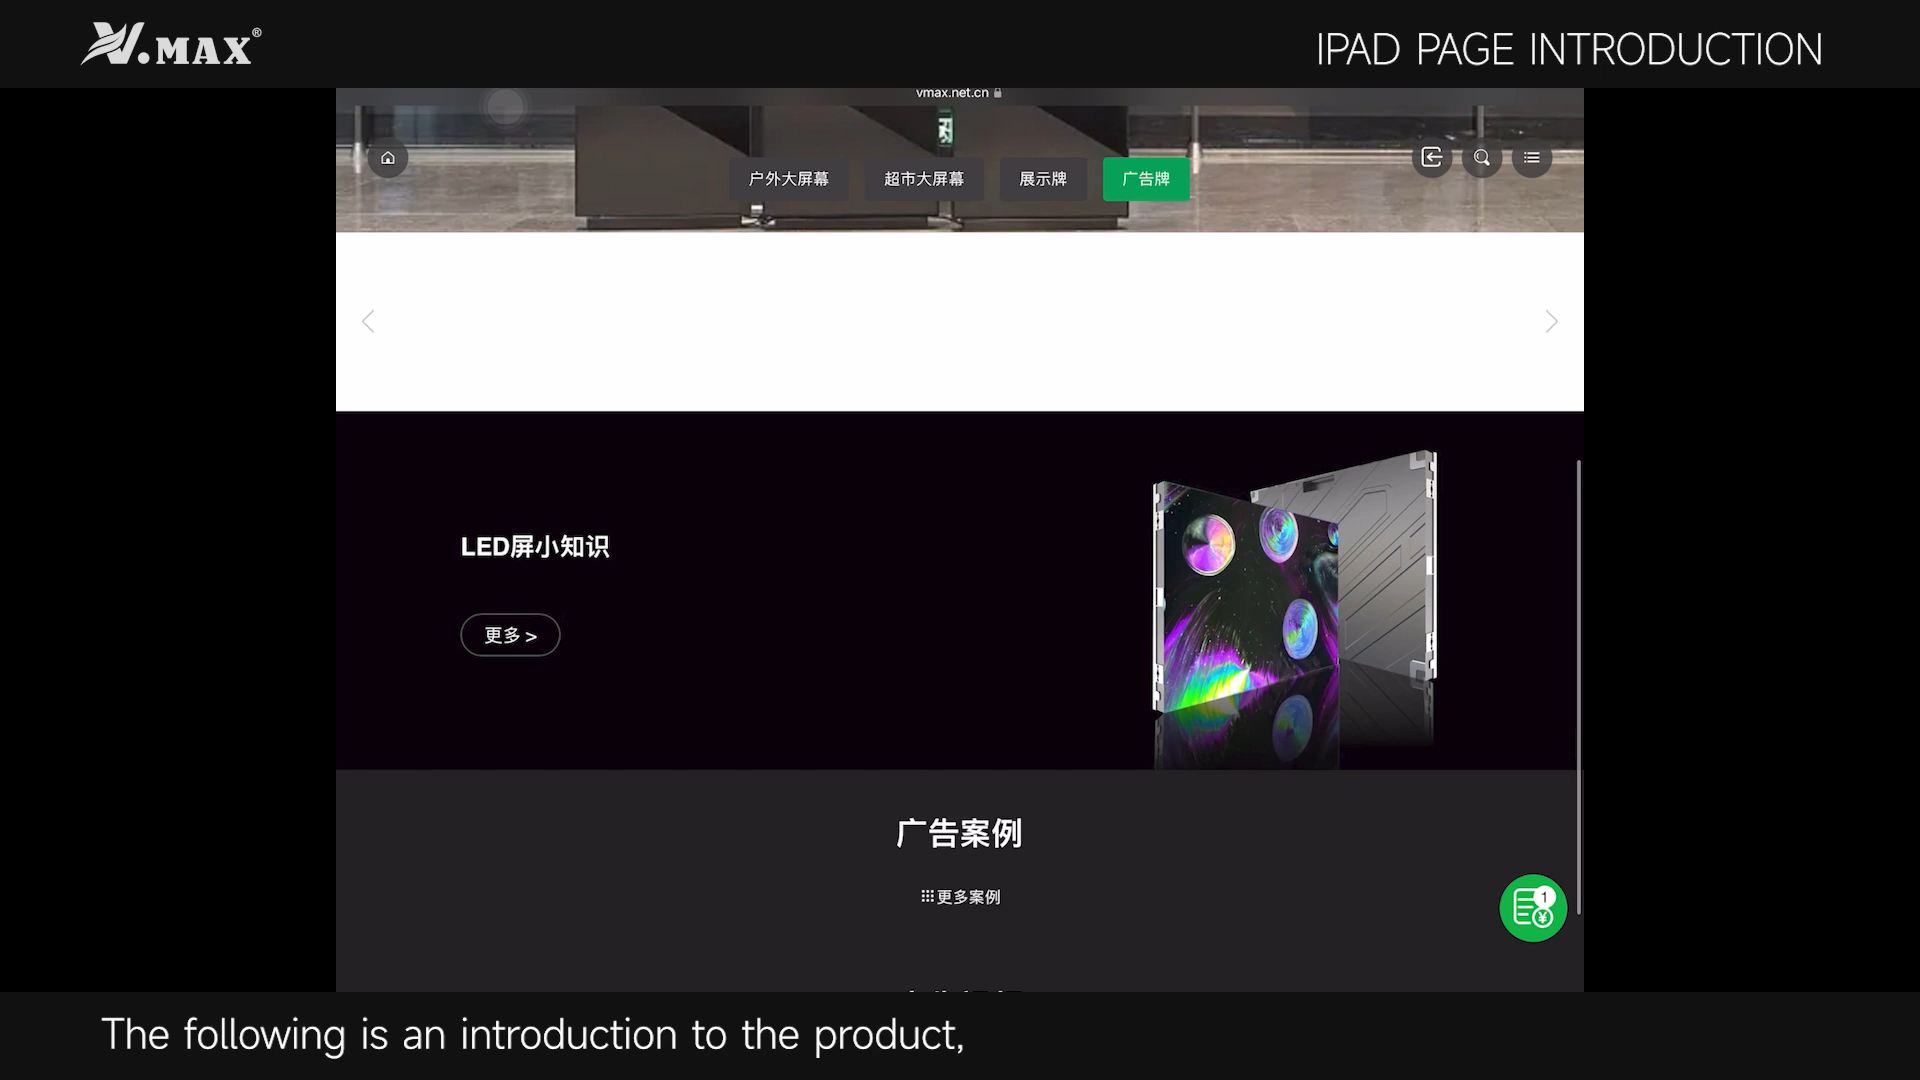 V.MAX®
IPAD PAGE INTRODUCTION
vmax.net.cn
户外大屏幕
超市大屏幕
展示牌
广告牌
LED屏小知识
更多 >
广告案例
更多案例
1
¥
The following is an introduction to the product,